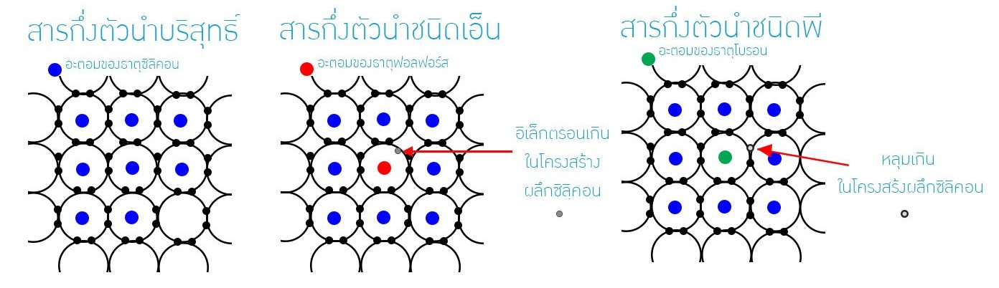 สารกึ่งตัวนำบริสุทธิ์
อะตอมของธาตุซิลิคอน
สารกึ่งตัวนำชนิดเอ็น
อะตอมของธาตุฟอสฟอร์ส
อิเล็กตรอนเกิน
ในโครงสร้าง
ผลึกซิลิคอน
สารกึ่งตัวนำชนิดพี
อะตอมของธาตุโบรอน
หลุมเกิน
ในโครงสร้งผลึกซิลิคอน